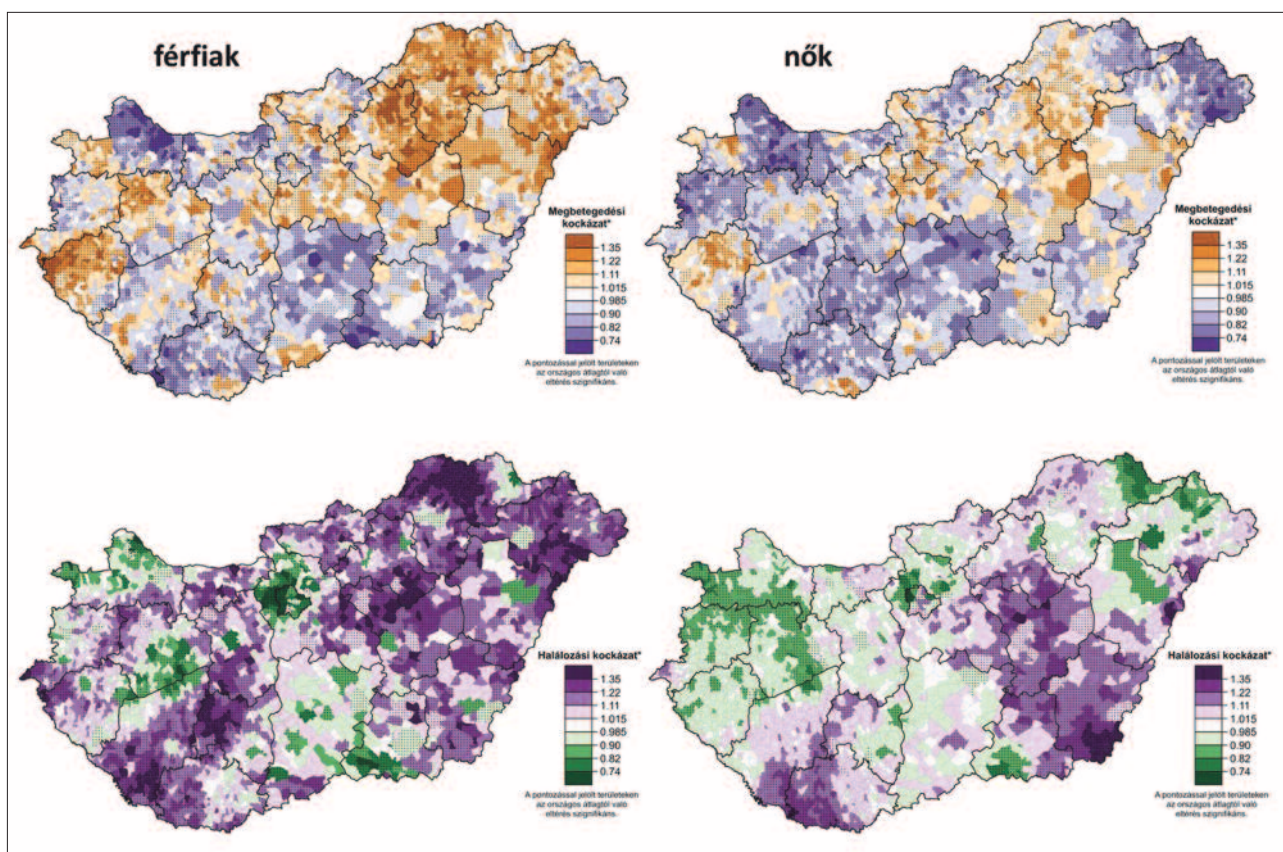 férfiak
Megbetegedési
kockázat*
1.35
1.22
1.11
1.015
0.985
0.90
0.82
0.74
A pontozással jelölt területeken
az országos átlagtól való
eltérés szignifikáns.
nők
Megbetegedési
kockázat*
1.35
1.22
1.11
1.015
0.985
0.90
0.82
0.74
A pontozással jelölt területeken
az országos átlagtól való
eltérés szignifikáns.
Halálozási kockázat*
1.35
1.22
1.11
1.015
0.985
0.90
0.82
0.74
A pontozással jelölt területeken
az országos átlagtól való
eltérés szignifikáns.
Halálozási kockázat*
1.35
1.22
1.11
1.015
0.985
0.90
0.82
0.74
A pontozással jelölt területeken
az országos átlagtól való
eltérés szignifikáns.